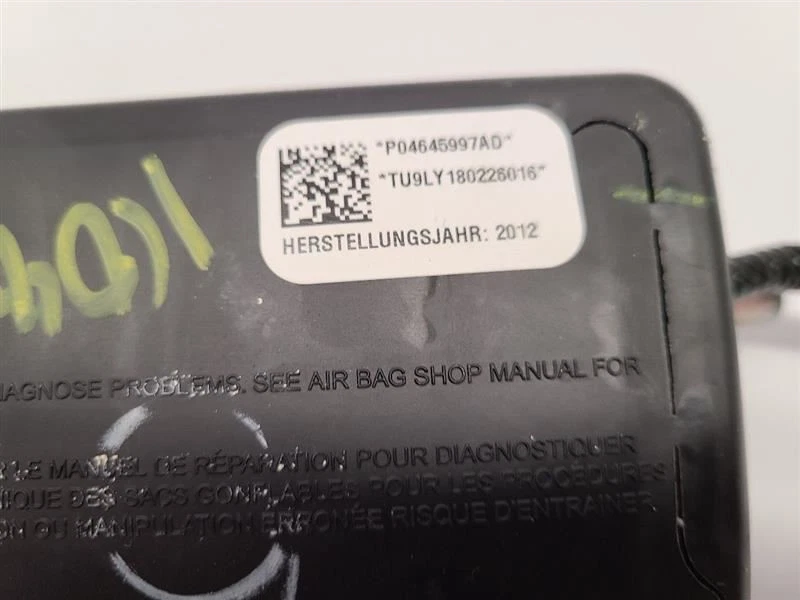 "P04645997AD"
"TU9LY180226016"
HERSTELLUNGSJAHR: 2012
DIAGNOSE PROBLEMS. SEE AIR BAG SHOP MANUAL FOR
LE MANUEL DE RÉPARATION POUR DIAGNOSTIQUER
DES SACS GONFLABLES POUR LES PROCÉDURES
OU MANIPULATION ERRONÉE RISQUE D'ENTRAINER